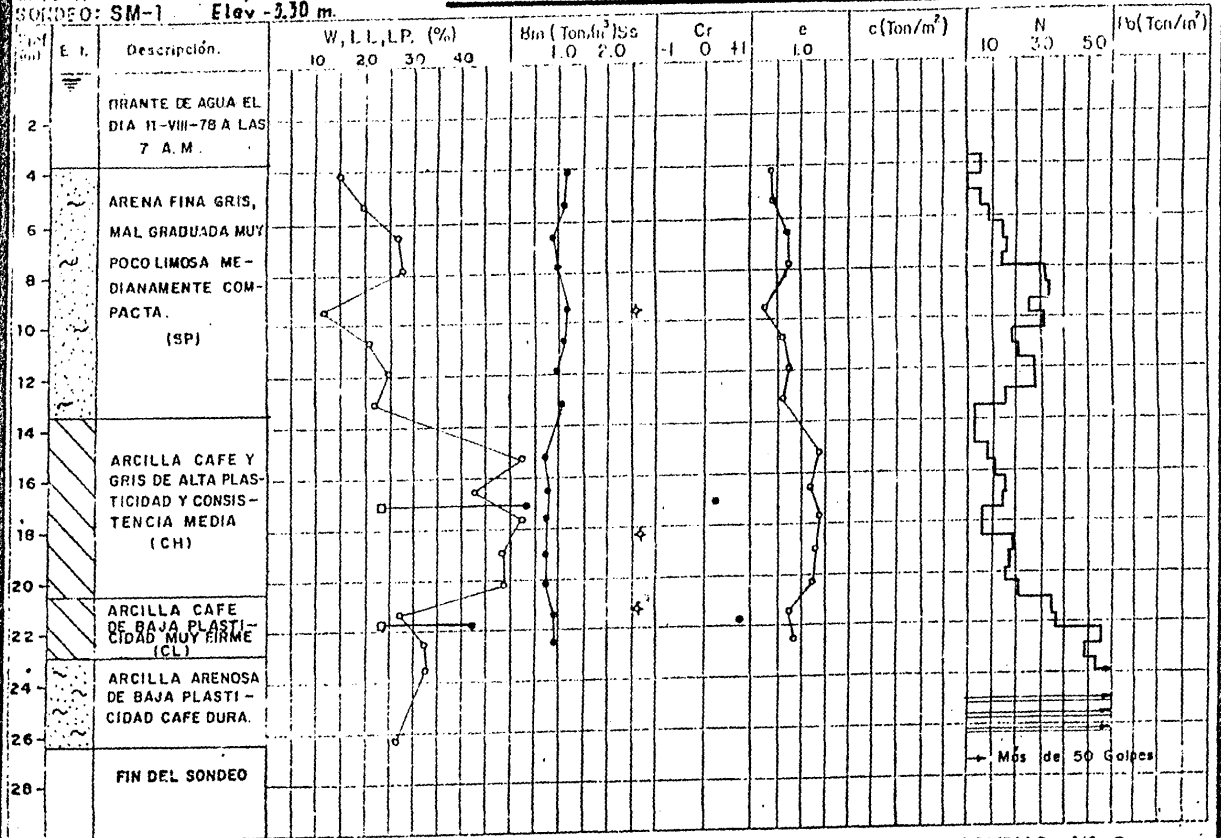 SONDEO: SM-1 Elev -3,30 m.
E. t. Descripción. W, L L, L P, (%) Ss Cr e c (Ton/m²) N (Ton/m²)
10 20 30 40 1.0 2.0 -1 0 +1 1.0 10 30 50
TIRANTE DE AGUA EL
DIA 11-VIII-78 A LAS
7 A.M.
ARENA FINA GRIS,
MAL GRADUADA MUY
POCO LIMOSA ME-
DIANAMENTE COM-
PACTA.
(SP)
ARCILLA CAFE Y
GRIS DE ALTA PLAS-
TICIDAD Y CONSIS-
TENCIA MEDIA
(CH)
ARCILLA CAFE
DE BAJA PLASTI-
CIDAD MUY FIRME
(CL)
ARCILLA ARENOSA
DE BAJA PLASTI-
CIDAD CAFE DURA.
FIN DEL SONDEO
2
4
6
8
10
12
14
16
18
20
22
24
26
28
Más de 50 Golpes